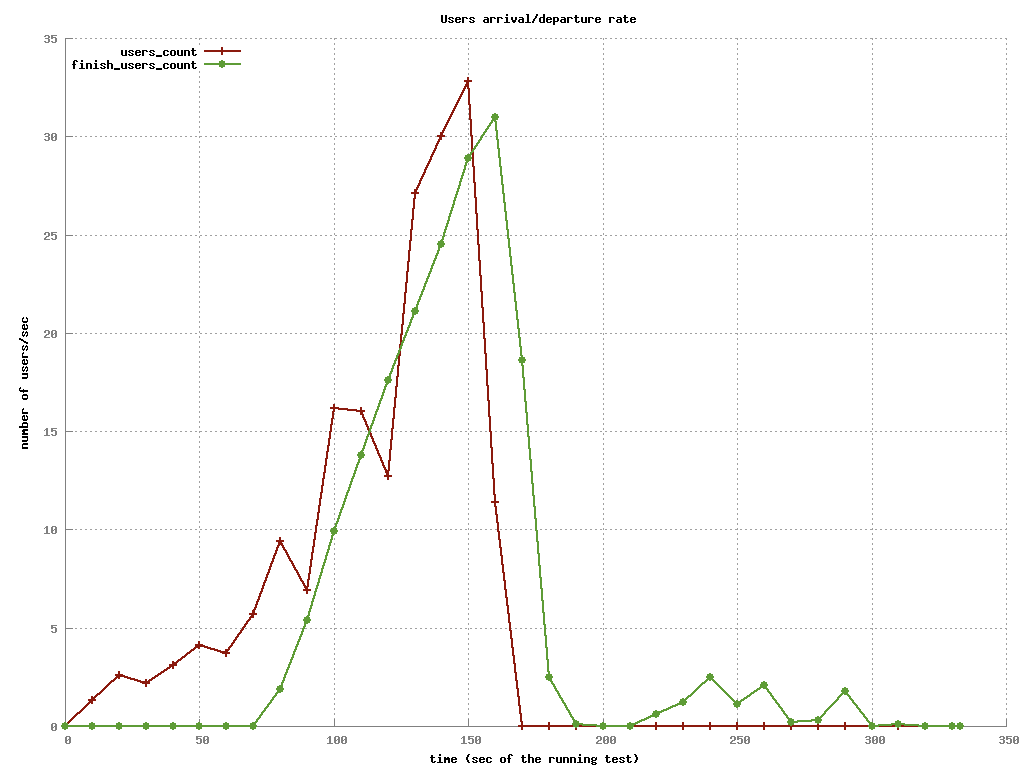 Users arrival/departure rate
users_count
finish_users_count
35
30
25
20
15
10
5
0
number of users/sec
0 50 100 150 200 250 300 350
time (sec of the running test)